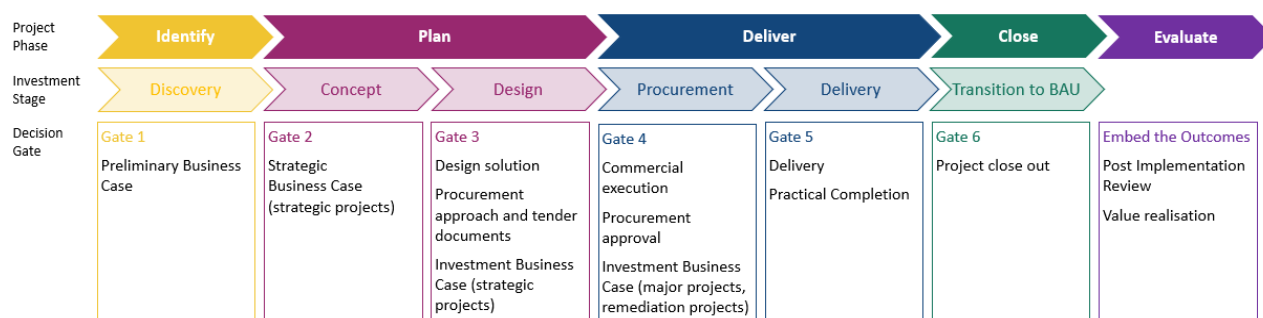 Project
Phase
Identify
Plan
Deliver
Close
Evaluate
Investment
Stage
Discovery
Concept
Design
Procurement
Delivery
Transition to BAU
Decision
Gate
Gate 1
Preliminary Business
Case
Gate 2
Strategic
Business Case
(strategic projects)
Gate 3
Design solution
Procurement
approach and tender
documents
Investment Business
Case (strategic
projects)
Gate 4
Commercial
execution
Procurement
approval
Investment Business
Case (major projects,
remediation projects)
Gate 5
Delivery
Practical Completion
Gate 6
Project close out
Embed the Outcomes
Post Implementation
Review
Value realisation